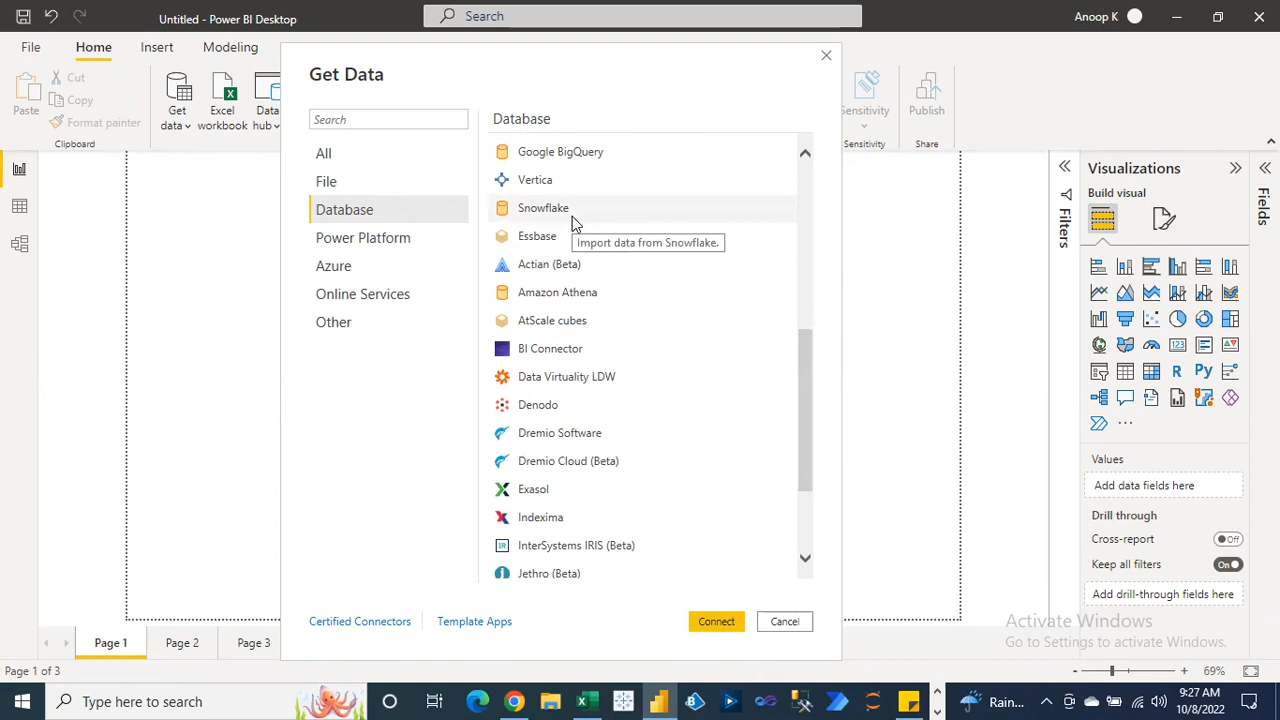 Untitled - Power BI Desktop
Search
Anoop K
File
Home
Insert
Modeling
Paste
Cut
Copy
Format painter
Clipboard
Get data
Excel workbook
Data hub
Sensitivity
Sensitivity
Publish
Share
Get Data
Search
All
File
Database
Power Platform
Azure
Online Services
Other
Database
Google BigQuery
Vertica
Snowflake
Essbase
Import data from Snowflake.
Actian (Beta)
Amazon Athena
AtScale cubes
BI Connector
Data Virtuality LDW
Denodo
Dremio Software
Dremio Cloud (Beta)
Exasol
Indexima
InterSystems IRIS (Beta)
Jethro (Beta)
Certified Connectors
Template Apps
Connect
Cancel
Filters
Visualizations
Build visual
123
R
Py
Values
Add data fields here
Drill through
Cross-report
Off
Keep all filters
On
Add drill-through fields here
Fields
Activate Windows
Go to Settings to activate Windows.
Page 1
Page 2
Page 3
Page 1 of 3
69%
Type here to search
Rain...
9:27 AM
10/8/2022